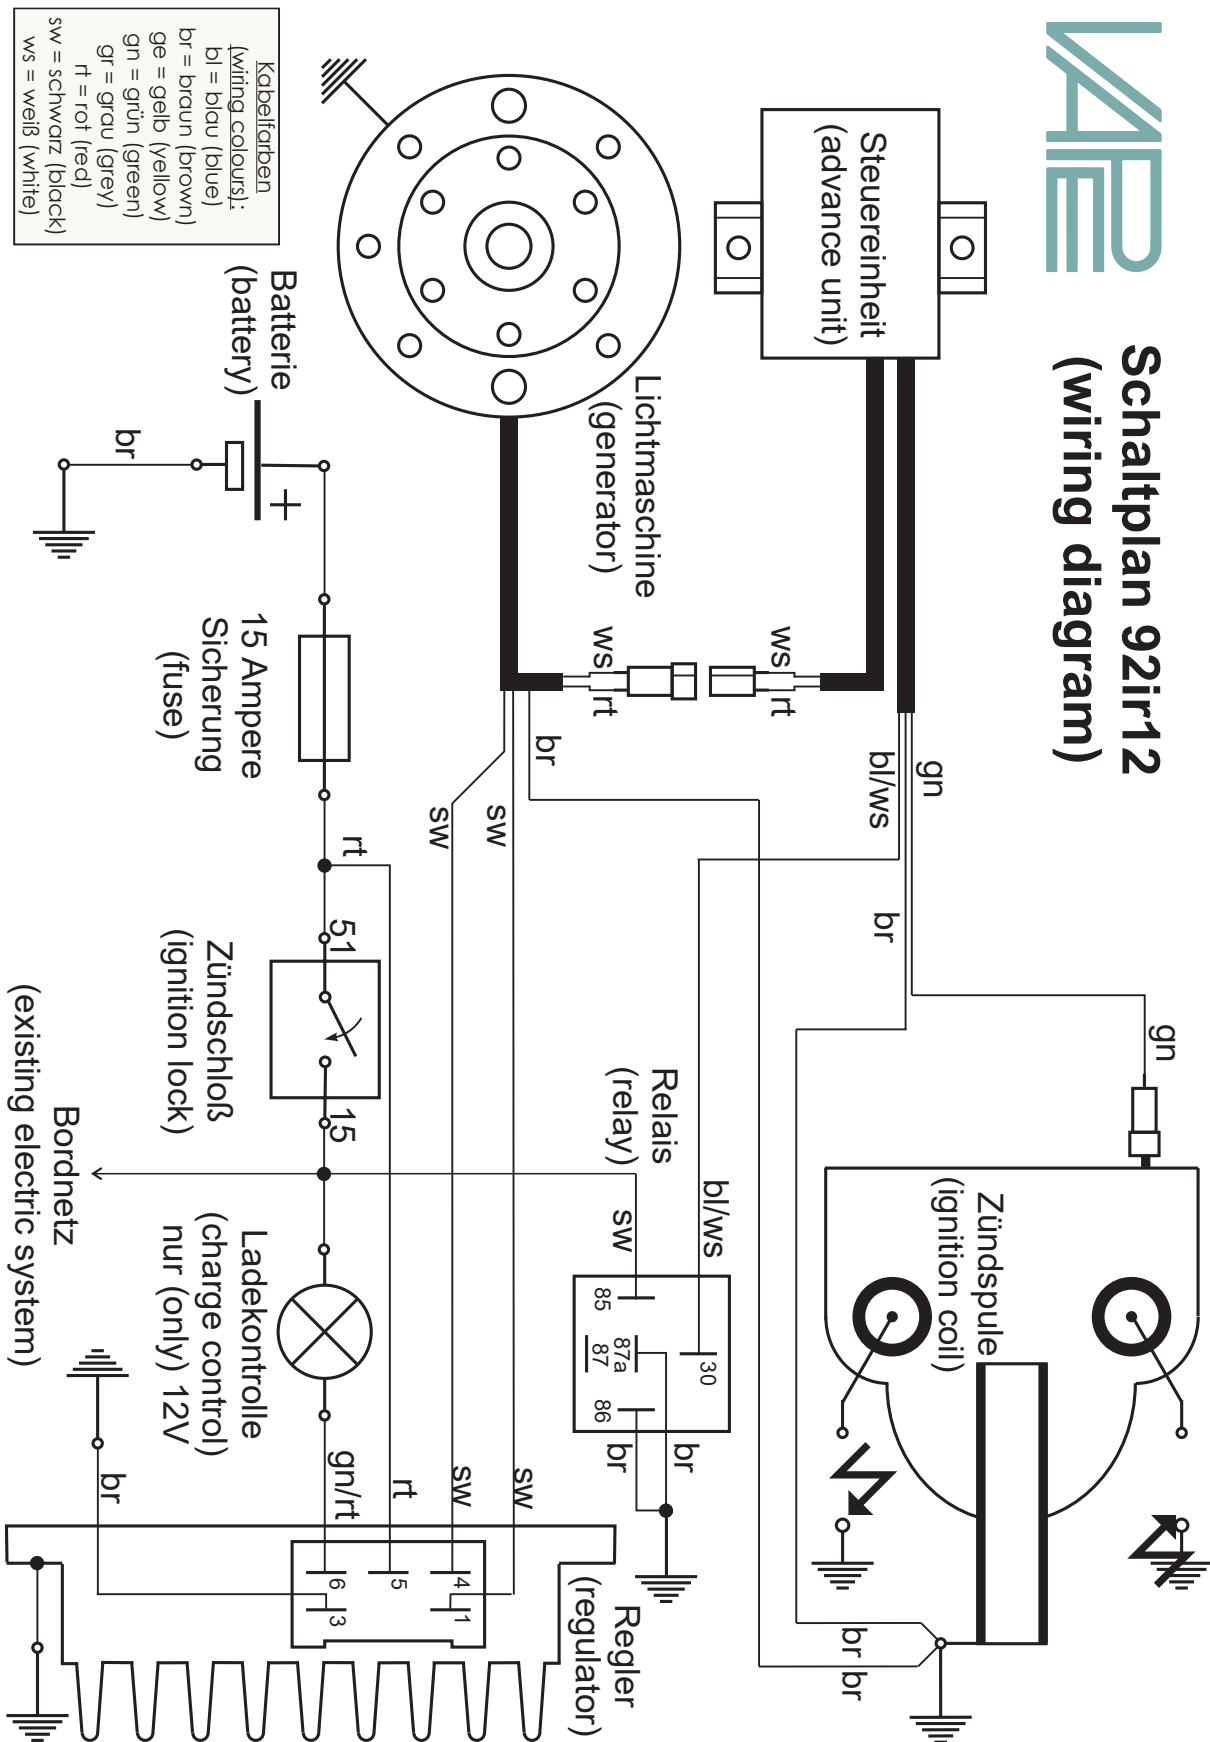 VAPE
Schaltplan 92ir12
(wiring diagram)
Steuereinheit
(advance unit)
Lichtmaschine
(generator)
Kabelfarben
(wiring colours):
bl = blau (blue)
br = braun (brown)
ge = gelb (yellow)
gn = grün (green)
gr = grau (grey)
rt = rot (red)
sw = schwarz (black)
ws = weiß (white)
ws
rt
ws
rt
gn
bl/ws
br
gn
br
sw
sw
Zündspule
(ignition coil)
Relais
(relay)
bl/ws
sw
85
87a
87
30
86
br
br
br
br
Batterie
(battery)
+
br
15 Ampere
Sicherung
(fuse)
rt
51
15
Zündschloß
(ignition lock)
Bordnetz
(existing electric system)
Ladekontrolle
(charge control)
nur (only) 12V
gn/rt
rt
sw
sw
br
6
5
4
3
1
Regler
(regulator)